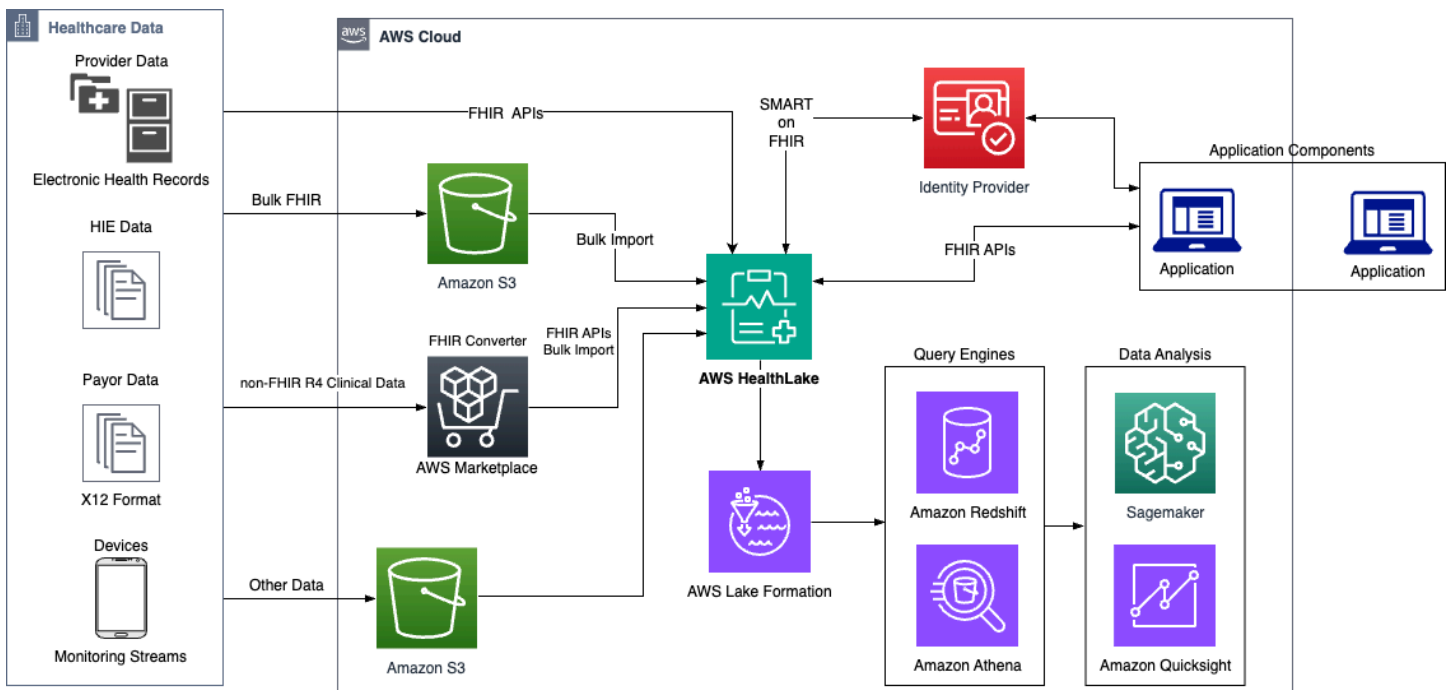 Healthcare Data
Provider Data
Electronic Health Records
HIE Data
Payor Data
X12 Format
Devices
Monitoring Streams
aws
AWS Cloud
FHIR APIs
Bulk FHIR
Amazon S3
Bulk Import
non-FHIR R4 Clinical Data
FHIR Converter
AWS Marketplace
FHIR APIs
Bulk Import
Other Data
Amazon S3
SMART
on
FHIR
Identity Provider
AWS HealthLake
FHIR APIs
Application Components
Application
Application
AWS Lake Formation
Query Engines
Amazon Redshift
Amazon Athena
Data Analysis
Sagemaker
Amazon Quicksight